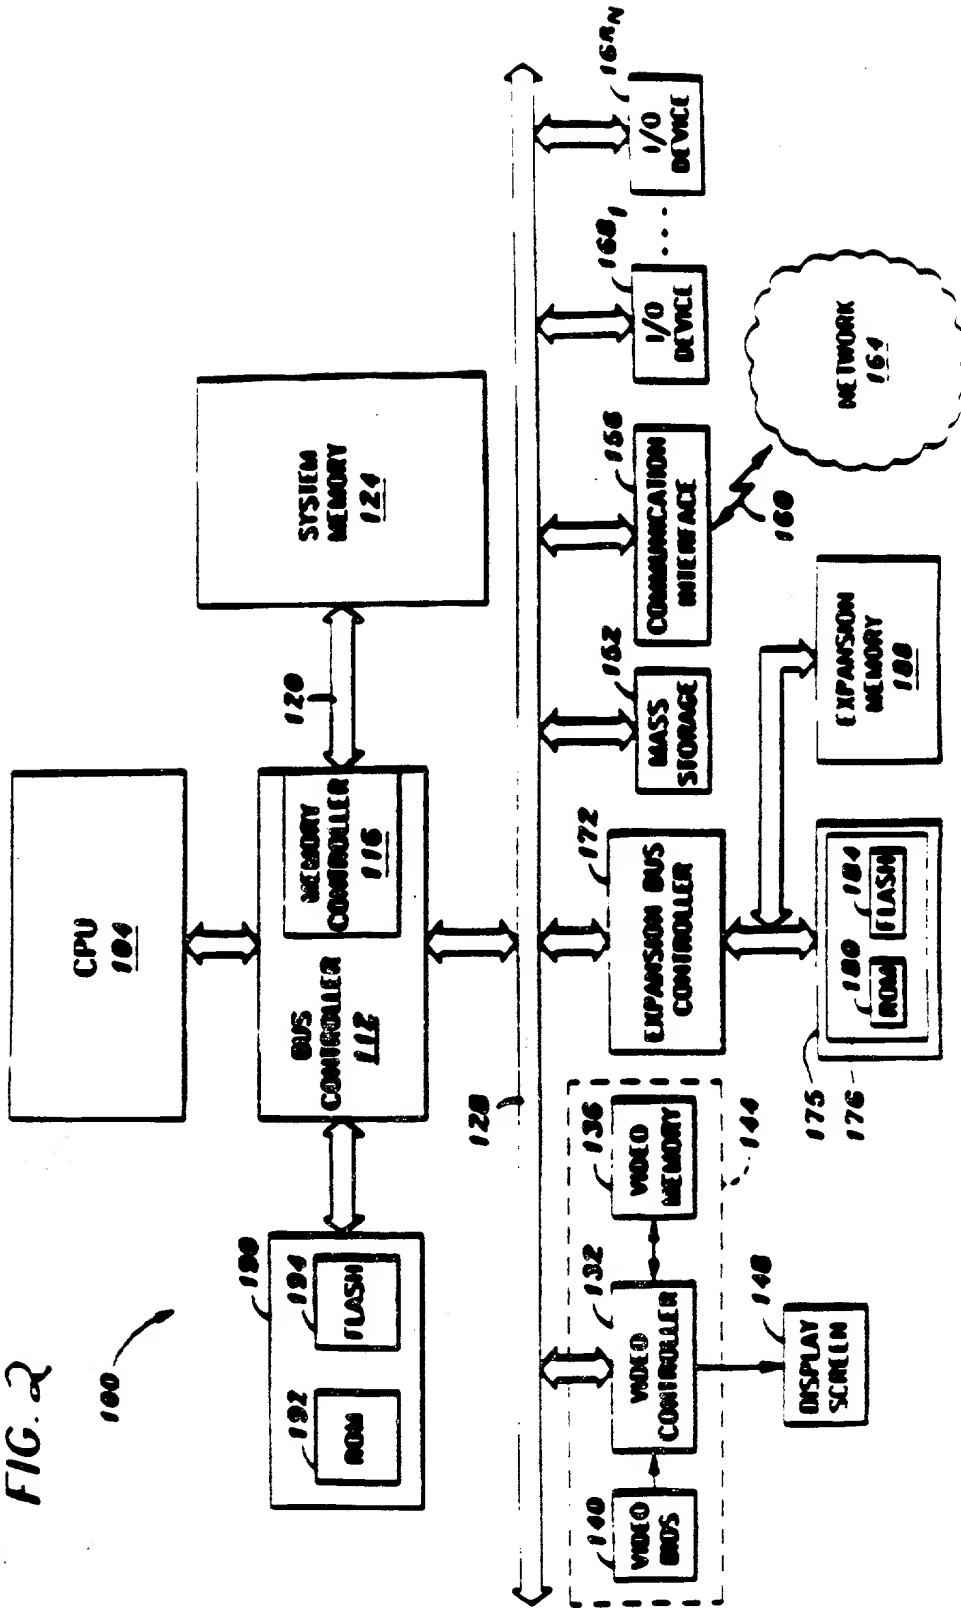 FIG. 2
100
CPU
104
190
192
ROM
194
FLASH
BUS
CONTROLLER
112
MEMORY
CONTROLLER
116
120
SYSTEM
MEMORY
124
128
140
VIDEO
BIOS
132
VIDEO
CONTROLLER
136
VIDEO
MEMORY
144
148
DISPLAY
SCREEN
172
EXPANSION BUS
CONTROLLER
175
176
180
ROM
184
FLASH
EXPANSION
MEMORY
188
162
MASS
STORAGE
156
COMMUNICATION
INTERFACE
160
NETWORK
164
168₁
I/O
DEVICE
. . .
168N
I/O
DEVICE